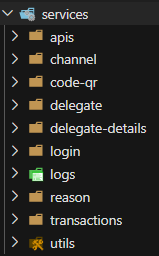 services
apis
channel
code-qr
delegate
delegate-details
login
logs
reason
transactions
utils